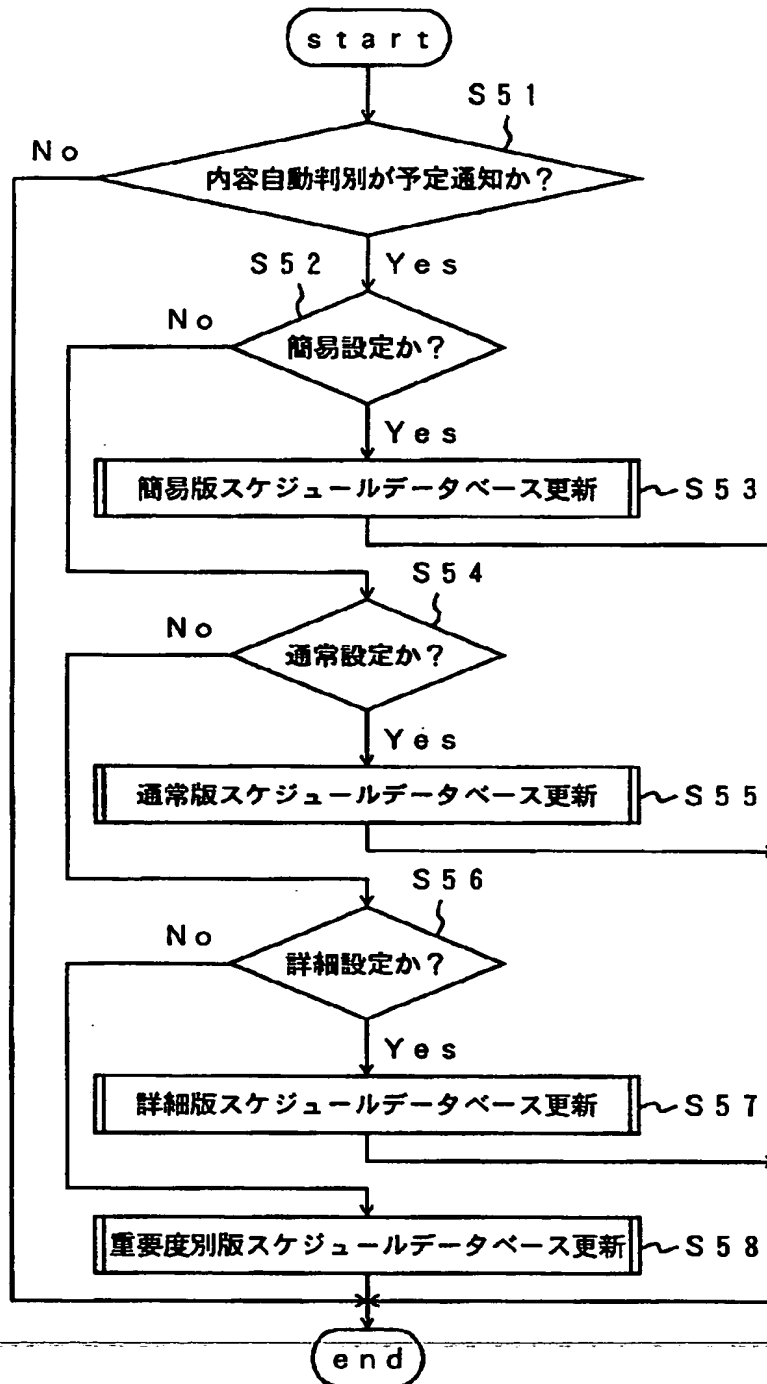 start
S51
No
内容自動判別が予定通知か?
Yes
S52
No
簡易設定か?
Yes
簡易版スケジュールデータベース更新
S53
S54
No
通常設定か?
Yes
通常版スケジュールデータベース更新
S55
S56
No
詳細設定か?
Yes
詳細版スケジュールデータベース更新
S57
重要度別版スケジュールデータベース更新
S58
end